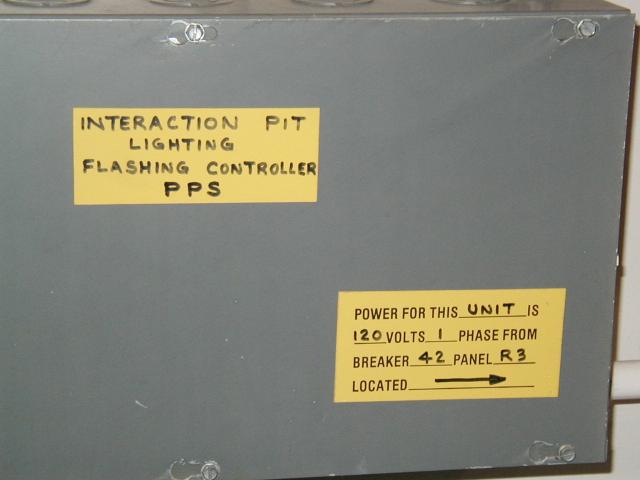 INTERACTION PIT
LIGHTING
FLASHING CONTROLLER
PPS
POWER FOR THIS UNIT IS
120 VOLTS 1 PHASE FROM
BREAKER 42 PANEL R3
LOCATED